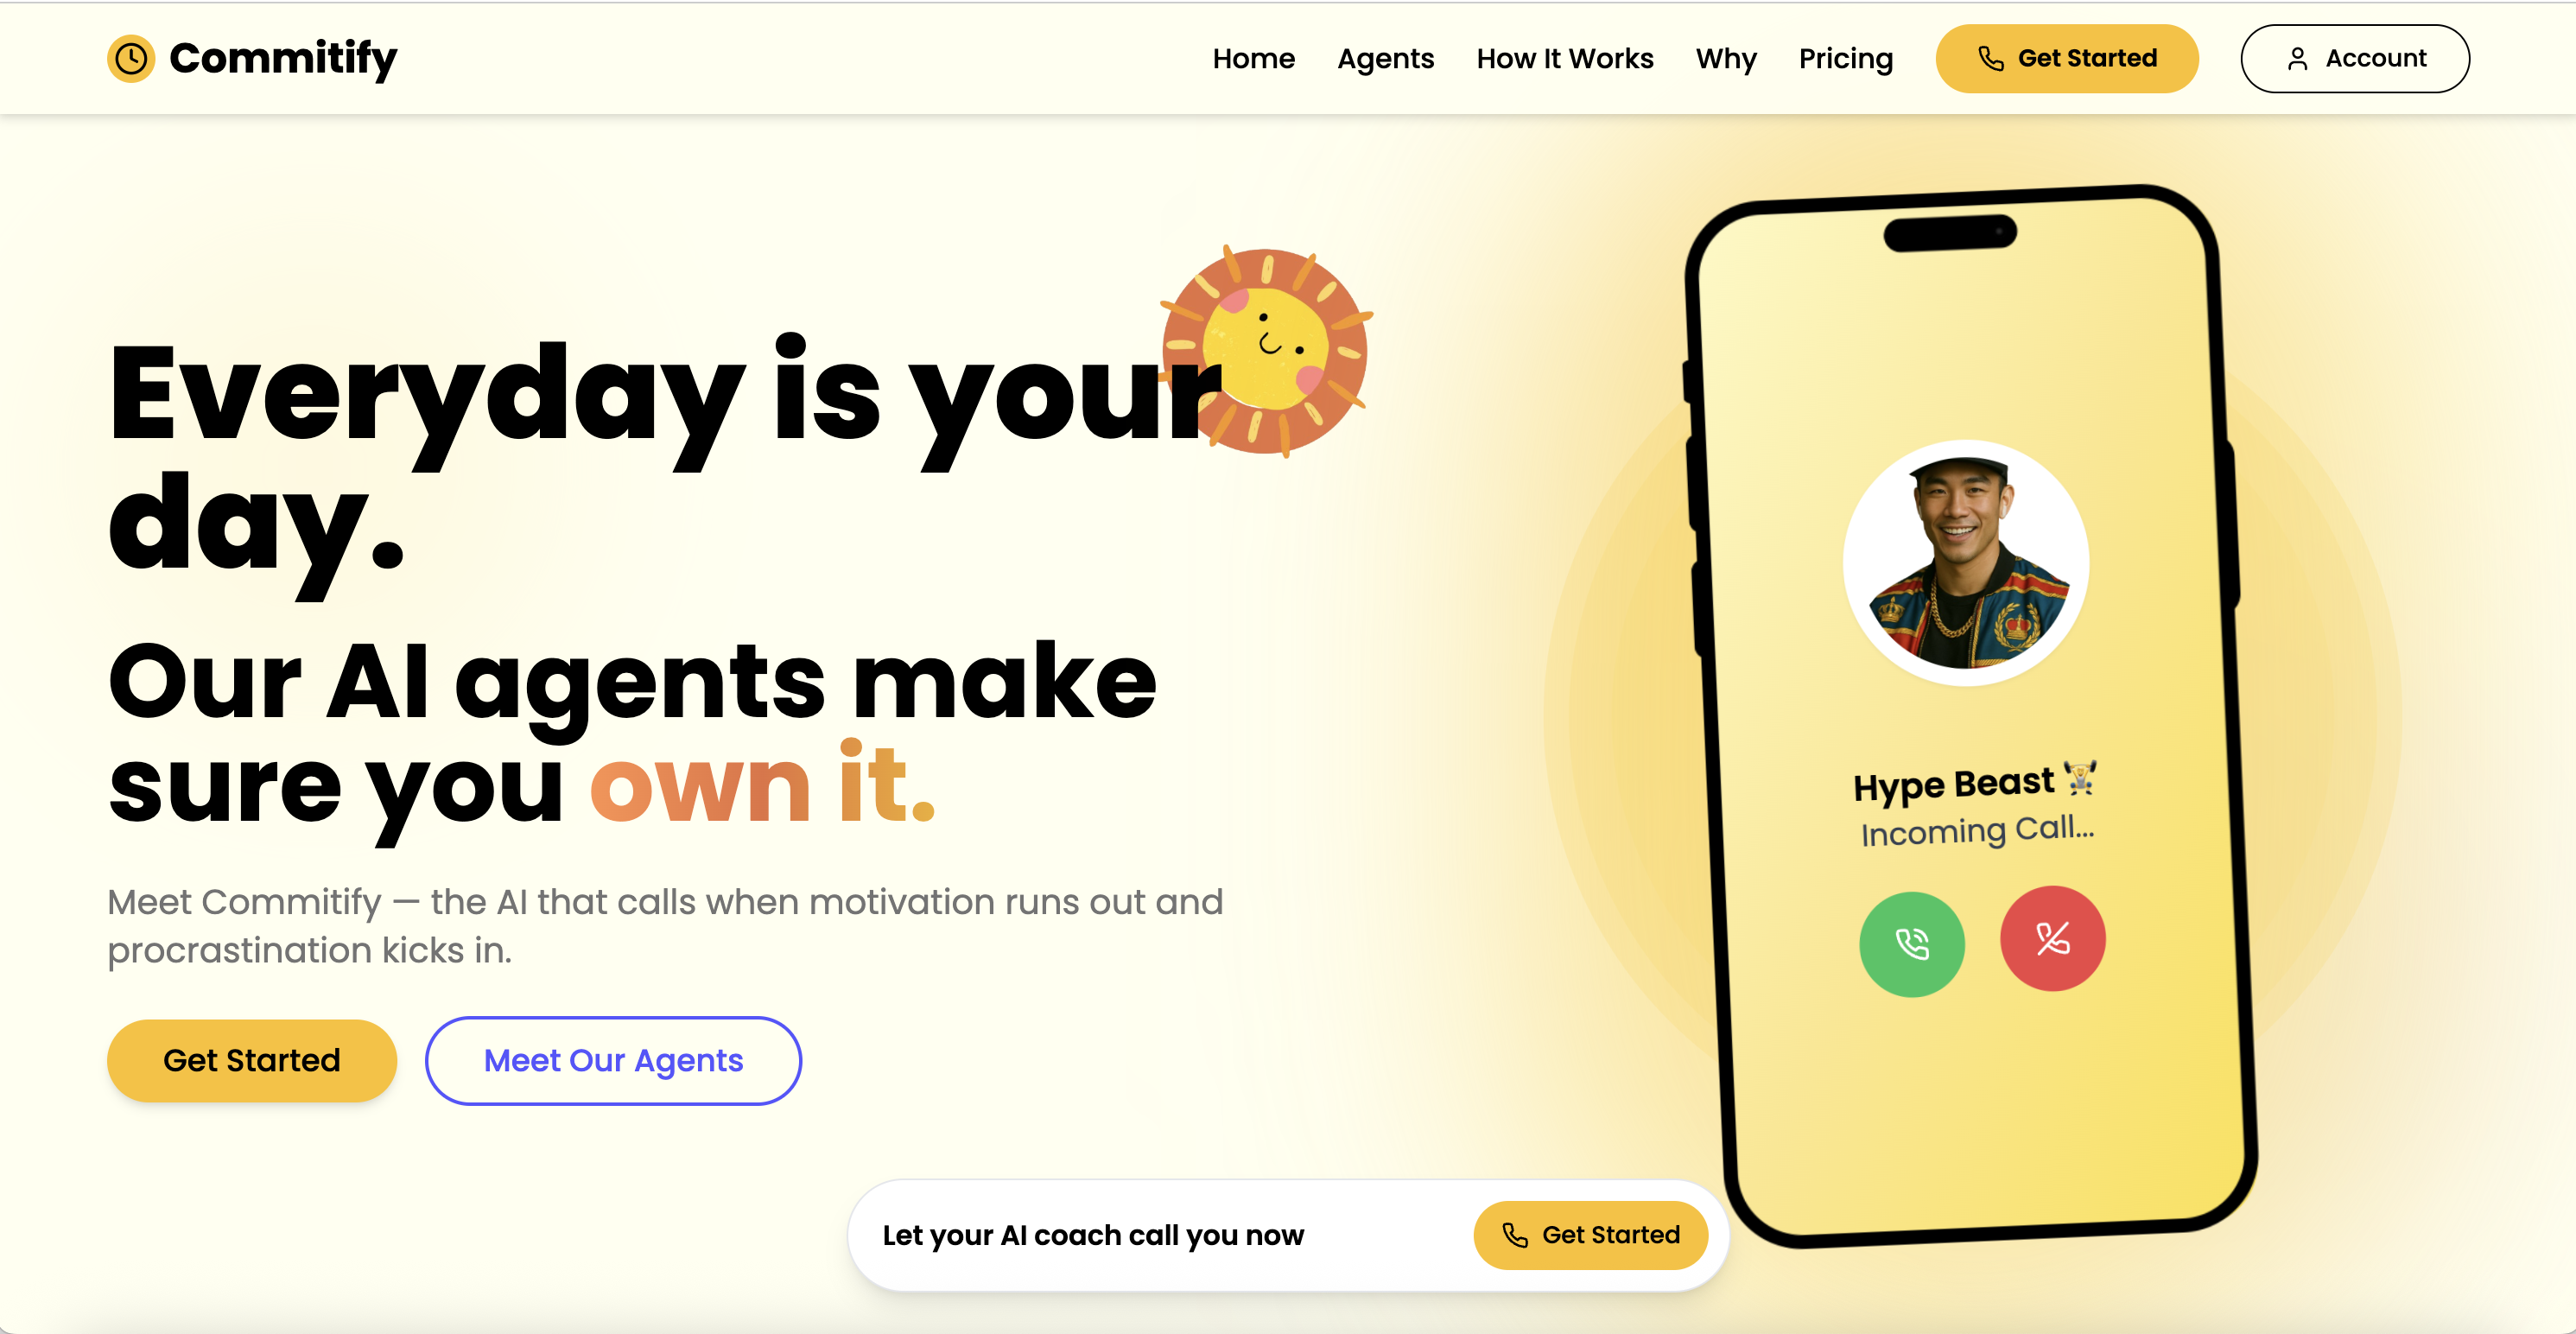 Commitify
Home
Agents
How It Works
Why
Pricing
Get Started
Account
Everyday is your
day.
Our AI agents make
sure you own it.
Meet Commitify — the AI that calls when motivation runs out and
procrastination kicks in.
Get Started
Meet Our Agents
Hype Beast
Incoming Call...
Let your AI coach call you now
Get Started